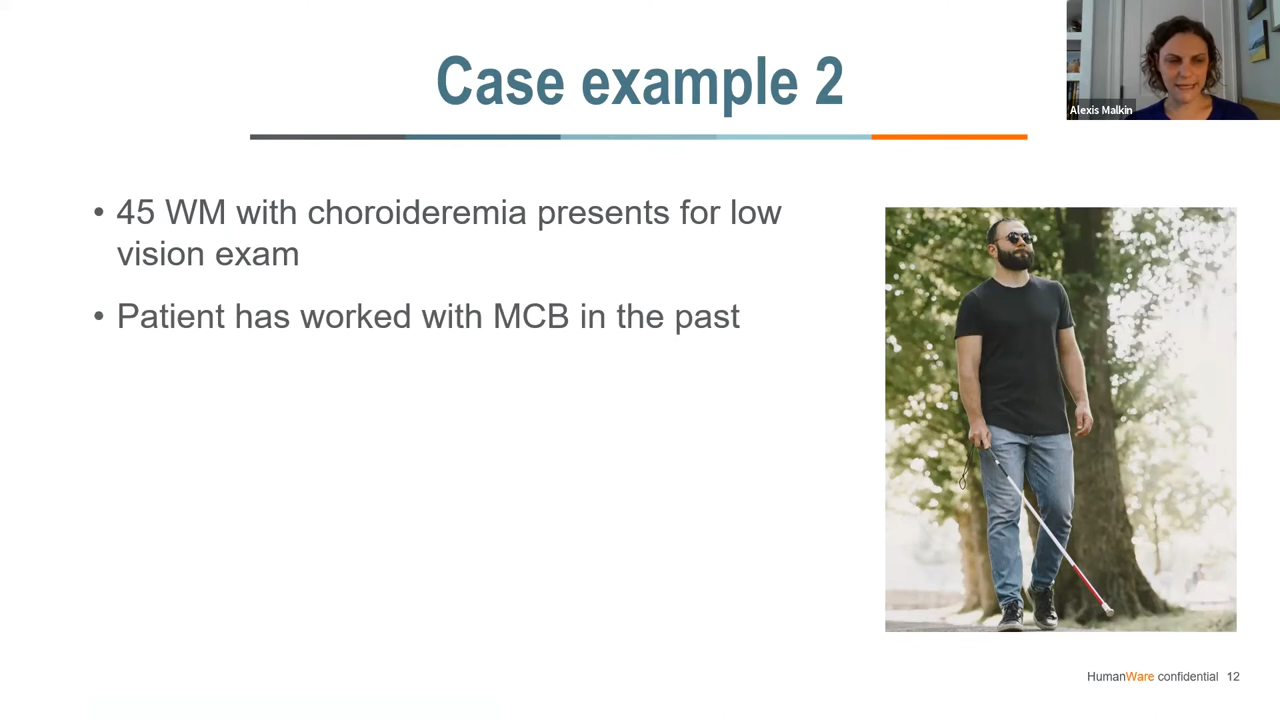 Case example 2
Alexis Malkin
• 45 WM with choroideremia presents for low
vision exam
• Patient has worked with MCB in the past
HumanWare confidential 12